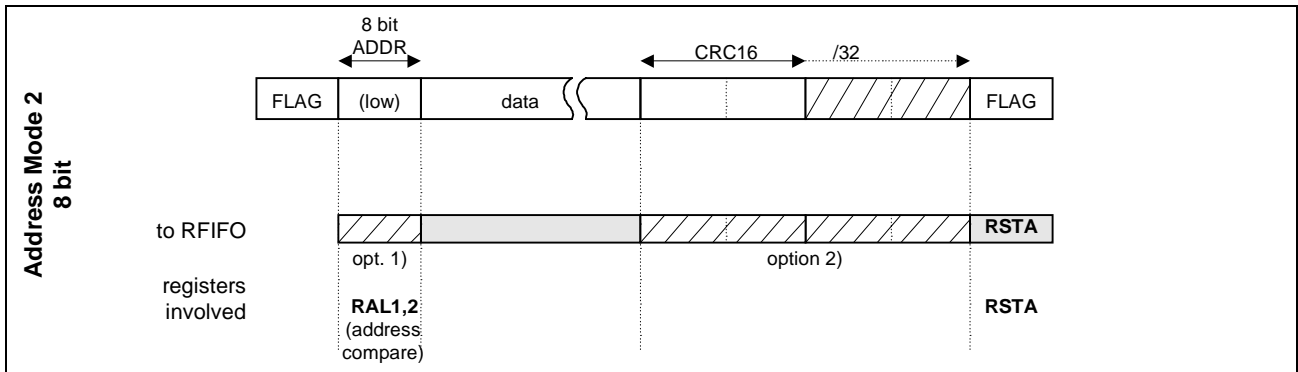 8 bit
ADDR
CRC16 /32
FLAG (low) data FLAG
Address Mode 2
8 bit
to RFIFO RSTA
opt. 1) option 2)
registers
involved RAL1,2 RSTA
(address
compare)